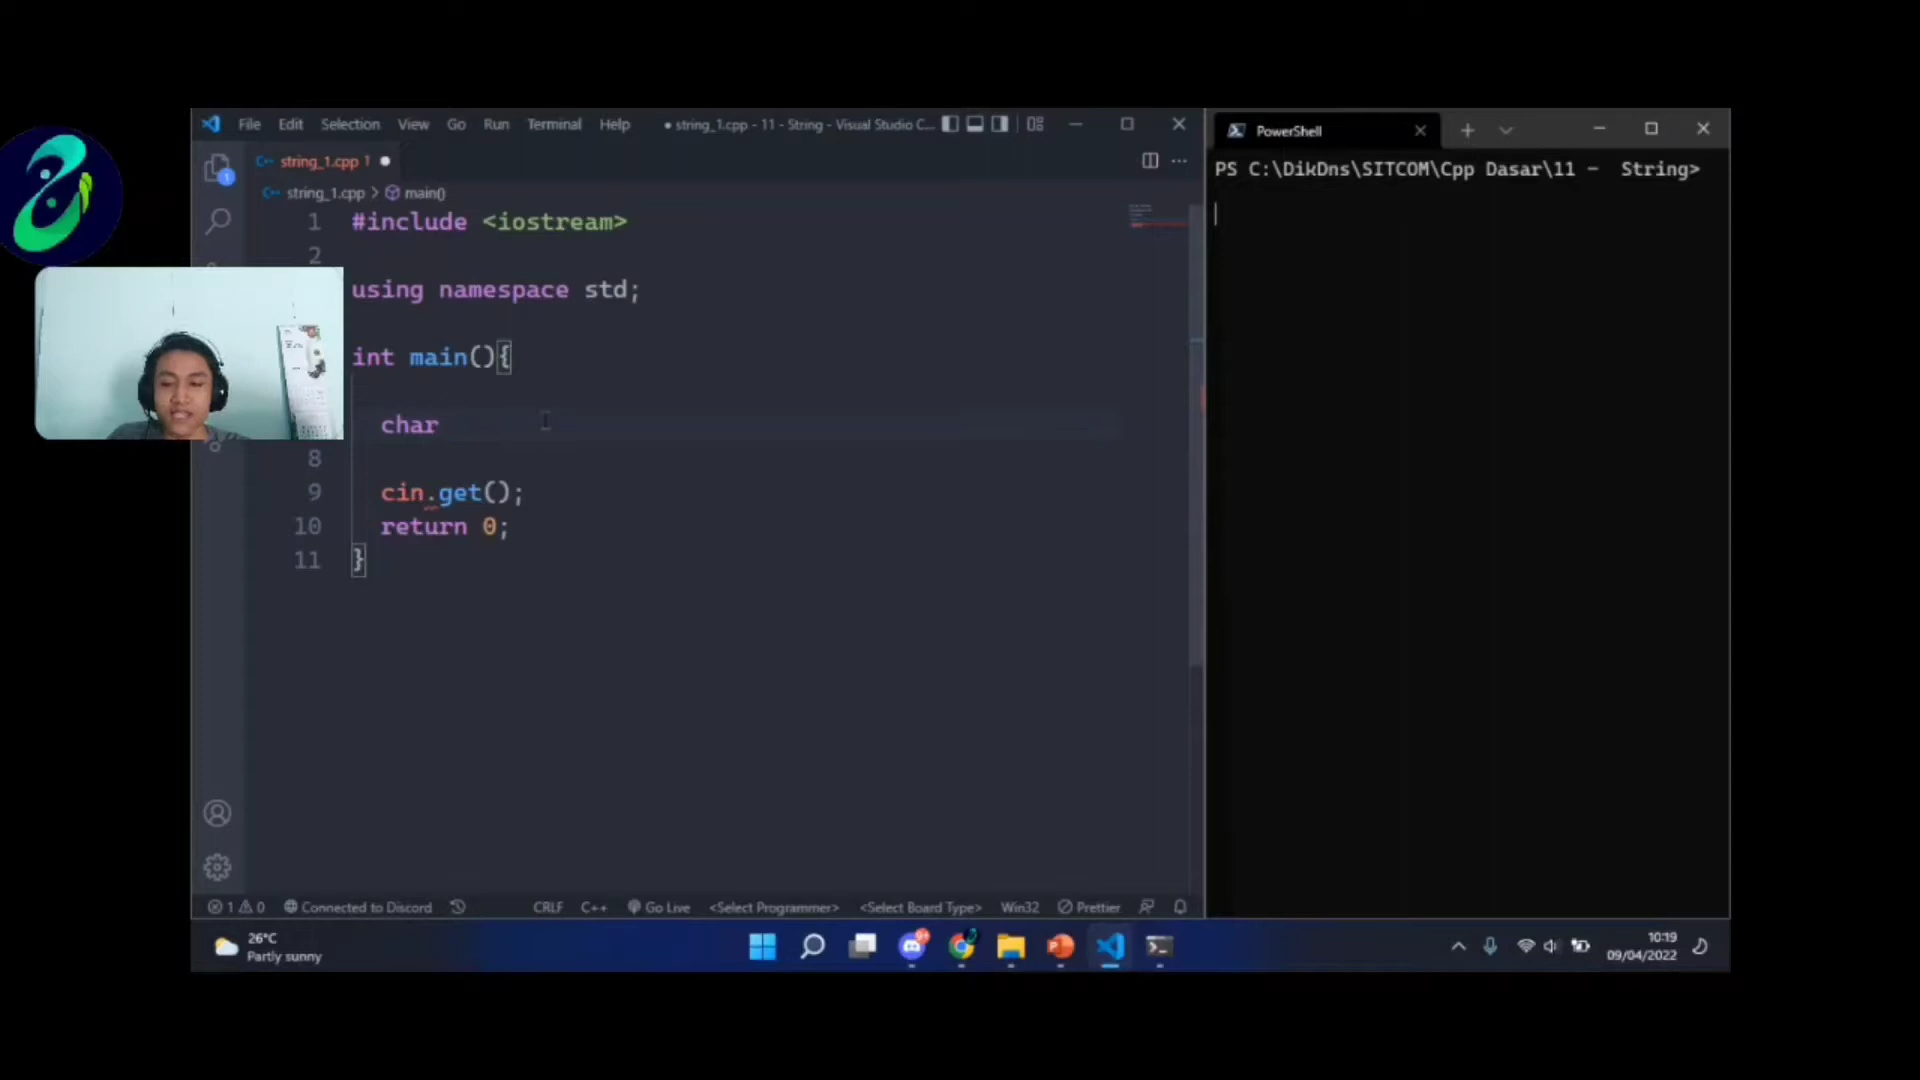 File Edit Selection View Go Run Terminal Help
● string_1.cpp - 11 - String - Visual Studio C...
string_1.cpp 1 ●
string_1.cpp > main()
1 #include <iostream>
2
using namespace std;
int main(){
char
8
9 cin.get();
10 return 0;
11 }
1 0 Connected to Discord CRLF C++ Go Live <Select Programmer> <Select Board Type> Win32 Prettier
PowerShell
PS C:\DikDns\SITCOM\Cpp Dasar\11 -  String>
26°C
Partly sunny
10:19
09/04/2022